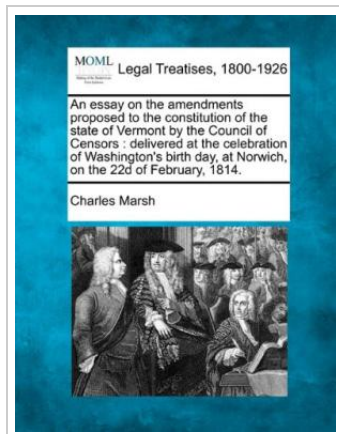 MOML
Legal Treatises, 1800-1926
An essay on the amendments
proposed to the constitution of the
state of Vermont by the Council of
Censors : delivered at the celebration
of Washington's birth day, at Norwich,
on the 22d of February, 1814.
Charles Marsh